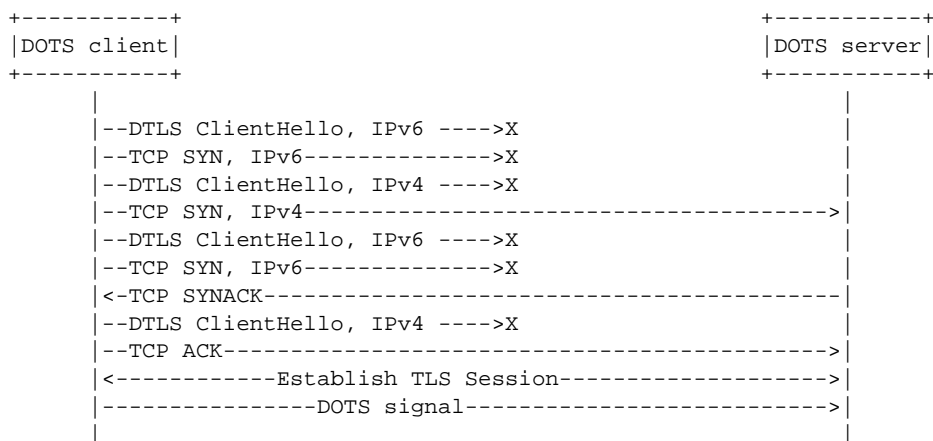 +-----------+                                            +-----------+
|DOTS client|                                            |DOTS server|
+-----------+                                            +-----------+
      |                                                        |
      |--DTLS ClientHello, IPv6 ---->X                         |
      |--TCP SYN, IPv6-------------->X                         |
      |--DTLS ClientHello, IPv4 ---->X                         |
      |--TCP SYN, IPv4---------------------------------------->|
      |--DTLS ClientHello, IPv6 ---->X                         |
      |--TCP SYN, IPv6-------------->X                         |
      |<-TCP SYNACK--------------------------------------------|
      |--DTLS ClientHello, IPv4 ---->X                         |
      |--TCP ACK---------------------------------------------->|
      |<------------Establish TLS Session--------------------->|
      |----------------DOTS signal---------------------------->|
      |                                                        |